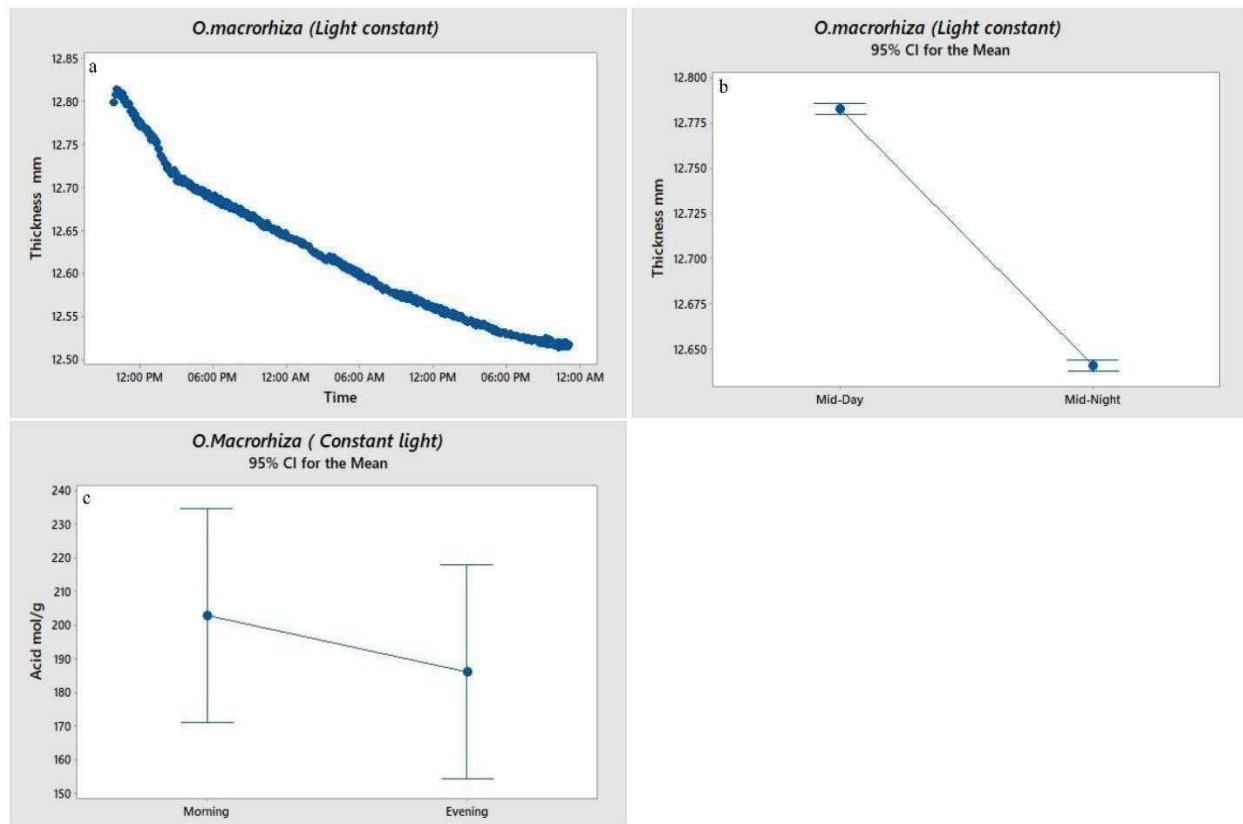 O.macrorhiza (Light constant)
a
12.85
12.80
12.75
12.70
12.65
12.60
12.55
12.50
Thickness mm
12:00 PM 06:00 PM 12:00 AM 06:00 AM 12:00 PM 06:00 PM 12:00 AM
Time
O.macrorhiza (Light constant)
95% CI for the Mean
b
12.800
12.775
12.750
12.725
12.700
12.675
12.650
Thickness mm
Mid-Day Mid-Night
O.Macrorhiza ( Constant light)
95% CI for the Mean
c
240
230
220
210
200
190
180
170
160
150
Acid mol/g
Morning Evening